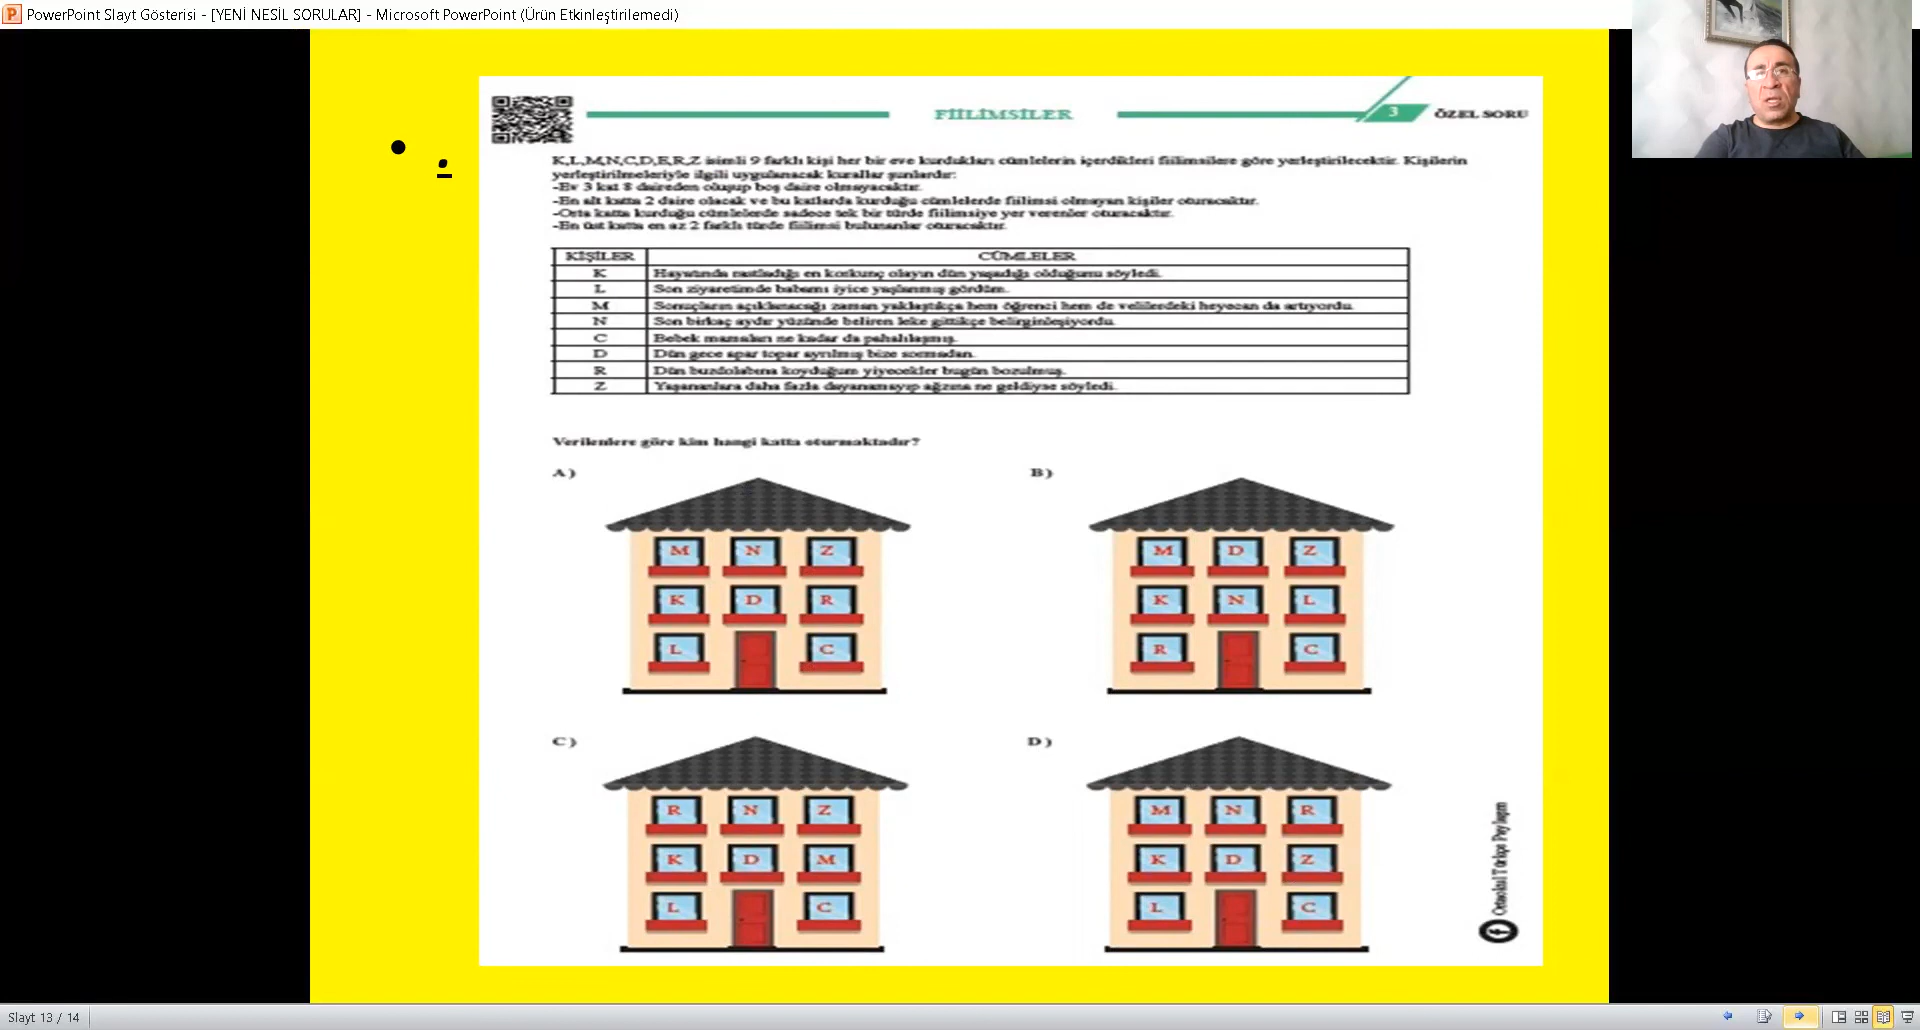 PowerPoint Slayt Gösterisi - [YENİ NESİL SORULAR] - Microsoft PowerPoint (Ürün Etkinleştirilemedi)
FİİLİMSİLER
3
ÖZEL SORU
K,L,M,N,C,D,E,R,Z isimli 9 farklı kişi her bir eve kurdukları cümlelerin içerdikleri fiilimsilere göre yerleştirilecektir. Kişilerin
yerleştirilmeleriyle ilgili uygulanacak kurallar şunlardır:
-Ev 3 kat 8 daireden oluşup boş daire olmayacaktır.
-En alt katta 2 daire olacak ve bu katlarda kurduğu cümlelerde fiilimsi olmayan kişiler oturacaktır.
-Orta katta kurduğu cümlelerde sadece tek bir türde fiilimsiye yer verenler oturacaktır.
-En üst katta en az 2 farklı türde fiilimsi bulunanlar oturacaktır.
KİŞİLER CÜMLELER
K Hayatında rastladığı en korkunç olayın dün yaşadığı olduğunu söyledi.
L Son ziyaretimde babamı iyice yaşlanmış gördüm.
M Sonuçların açıklanacağı zaman yaklaştıkça hem öğrenci hem de velilerdeki heyecan da artıyordu.
N Son birkaç aydır yüzünde beliren leke gittikçe belirginleşiyordu.
C Bebek mamaları ne kadar da pahalılaşmış.
D Dün gece apar topar ayrılmış bize sormadan.
R Dün buzdolabına koyduğum yiyecekler bugün bozulmuş.
Z Yaşananlara daha fazla dayanamayıp ağzına ne geldiyse söyledi.
Verilenlere göre kim hangi katta oturmaktadır?
A)
M N Z
K D R
L C
B)
M D Z
K N L
R C
C)
R N Z
K D M
L C
D)
M N R
K D Z
L C
Ortaokul Türkçe Paylaşım
Slayt 13 / 14